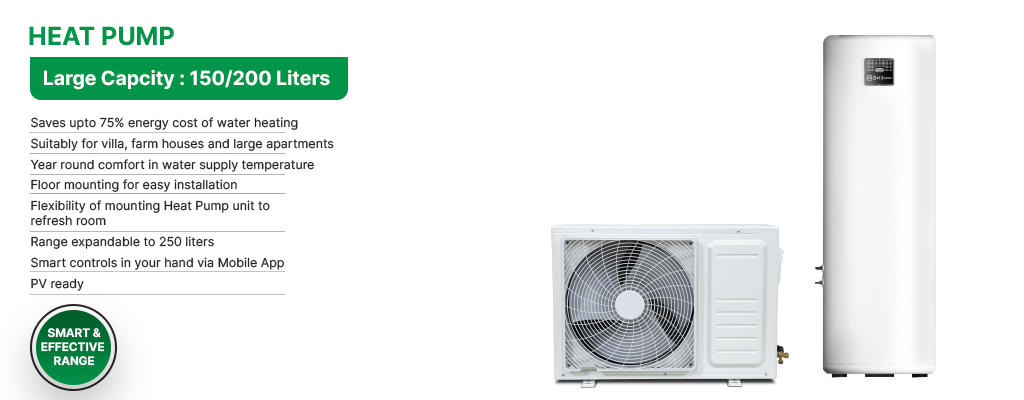 HEAT PUMP
Large Capcity : 150/200 Liters
Saves upto 75% energy cost of water heating
Suitably for villa, farm houses and large apartments
Year round comfort in water supply temperature
Floor mounting for easy installation
Flexibility of mounting Heat Pump unit to
refresh room
Range expandable to 250 liters
Smart controls in your hand via Mobile App
PV ready
SMART &
EFFECTIVE
RANGE